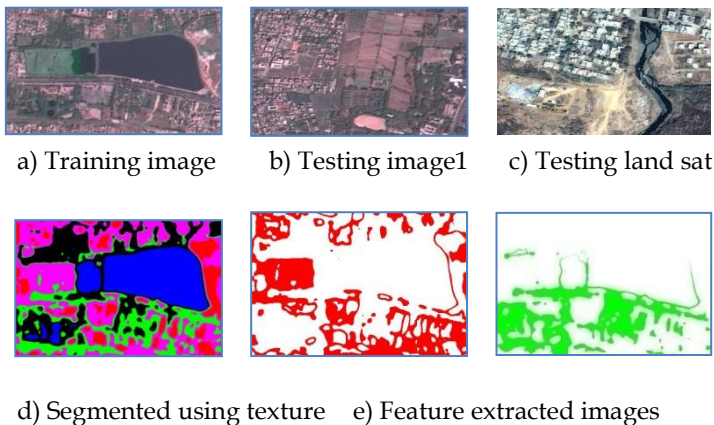 a) Training image b) Testing image1 c) Testing land sat
d) Segmented using texture e) Feature extracted images